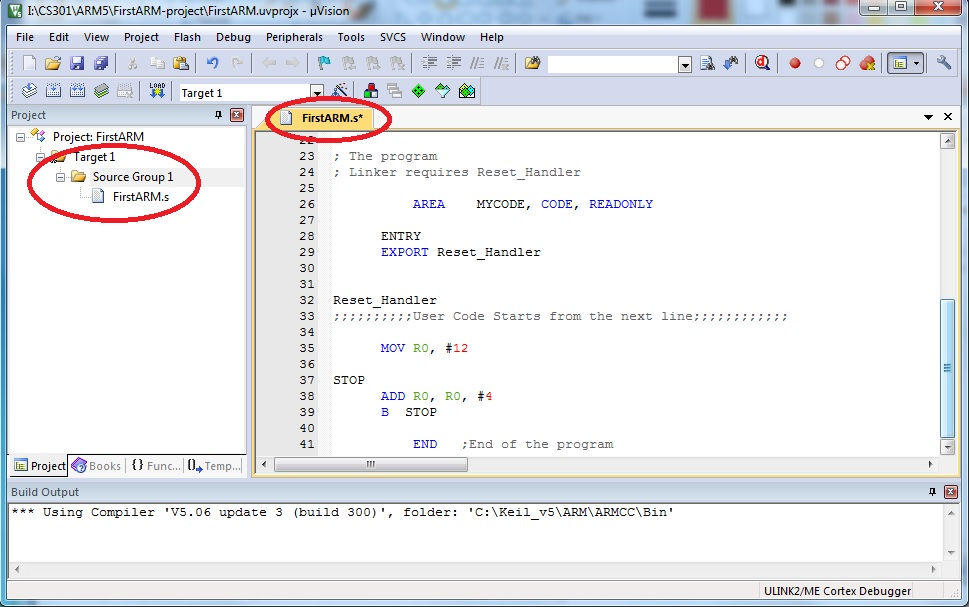 I:\CS301\ARM5\FirstARM-project\FirstARM.uvprojx - µVision
File Edit View Project Flash Debug Peripherals Tools SVCS Window Help
LOAD
Target 1
Project
Project: FirstARM
Target 1
Source Group 1
FirstARM.s
FirstARM.s*
22
23 ; The program
24 ; Linker requires Reset_Handler
25
26 AREA MYCODE, CODE, READONLY
27
28 ENTRY
29 EXPORT Reset_Handler
30
31
32 Reset_Handler
33 ;;;;;;;;;;User Code Starts from the next line;;;;;;;;;;;;
34
35 MOV R0, #12
36
37 STOP
38 ADD R0, R0, #4
39 B STOP
40
41 END ;End of the program
Project Books {} Func... Temp...
Build Output
*** Using Compiler 'V5.06 update 3 (build 300)', folder: 'C:\Keil_v5\ARM\ARMCC\Bin'
ULINK2/ME Cortex Debugger